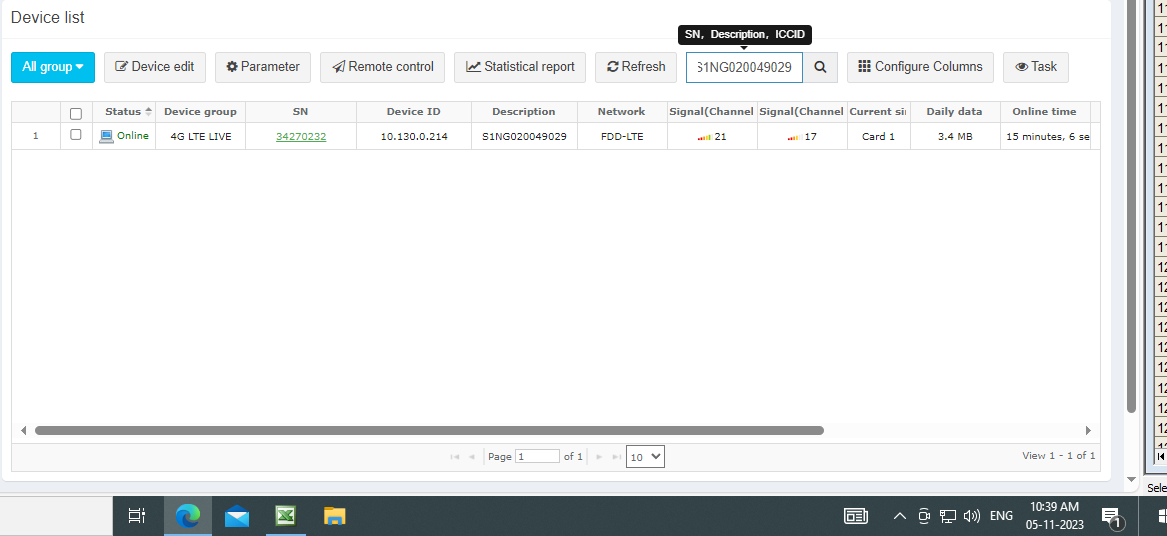 Device list
SN, Description, ICCID
All group Device edit Parameter Remote control Statistical report Refresh S1NG020049029 Configure Columns Task
Status Device group SN Device ID Description Network Signal(Channel Signal(Channel Current si Daily data Online time
1 Online 4G LTE LIVE 34270232 10.130.0.214 S1NG020049029 FDD-LTE 21 17 Card 1 3.4 MB 15 minutes, 6 se
Page 1 of 1 10 View 1 - 1 of 1
Sele
10:39 AM
ENG
05-11-2023
1